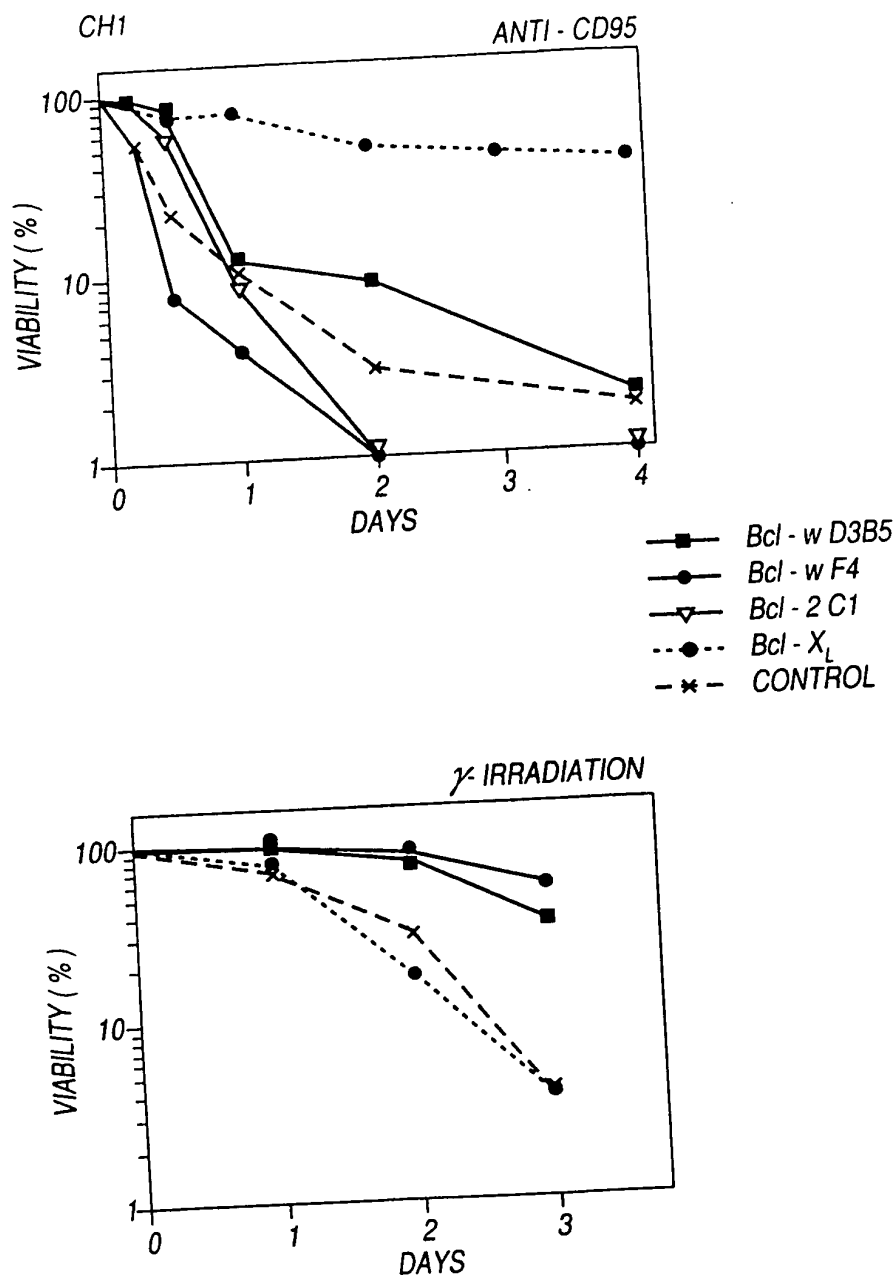 CH1
ANTI - CD95
100
10
1
VIABILITY (%)
0 1 2 3 4
DAYS
Bcl - w D3B5
Bcl - w F4
Bcl - 2 C1
Bcl - XL
CONTROL
γ- IRRADIATION
100
10
1
VIABILITY (%)
0 1 2 3
DAYS